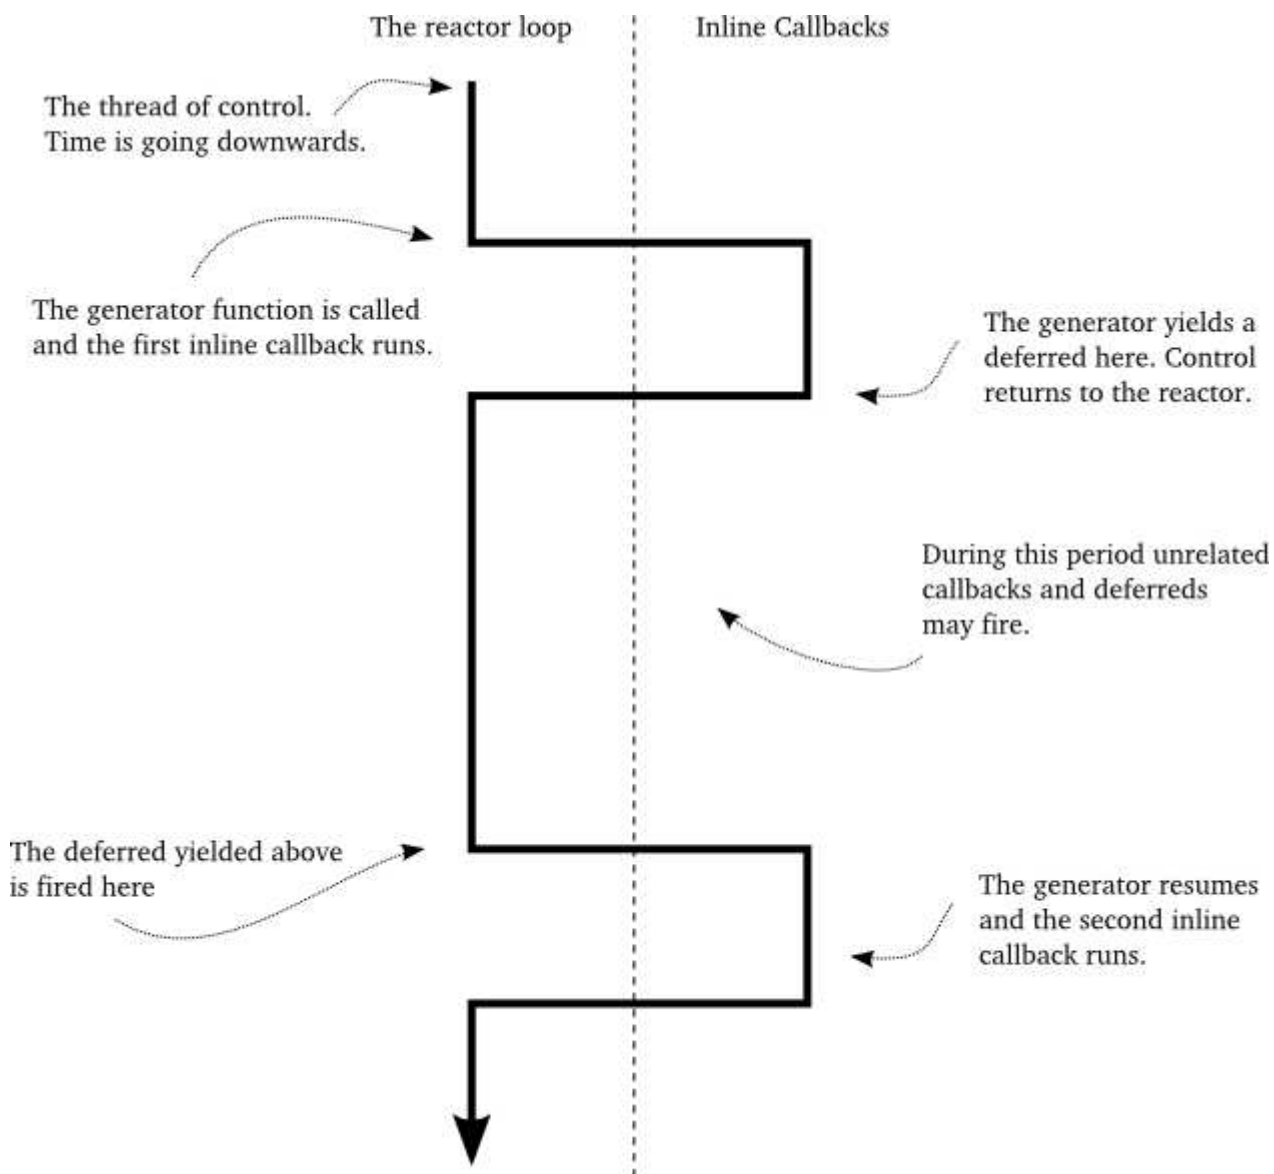 The reactor loop
Inline Callbacks
The thread of control.
Time is going downwards.
The generator function is called
and the first inline callback runs.
The generator yields a
deferred here. Control
returns to the reactor.
During this period unrelated
callbacks and deferreds
may fire.
The deferred yielded above
is fired here
The generator resumes
and the second inline
callback runs.